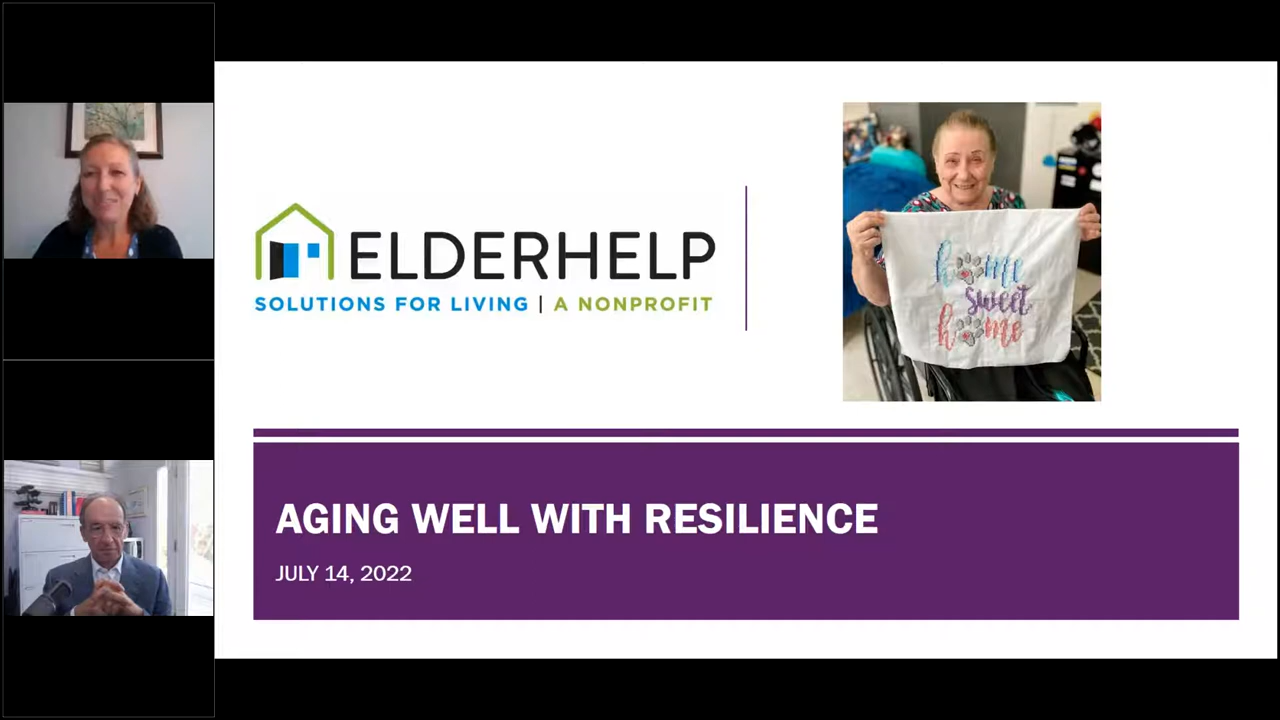 ELDERHELP
SOLUTIONS FOR LIVING | A NONPROFIT
home
sweet
home
AGING WELL WITH RESILIENCE
JULY 14, 2022